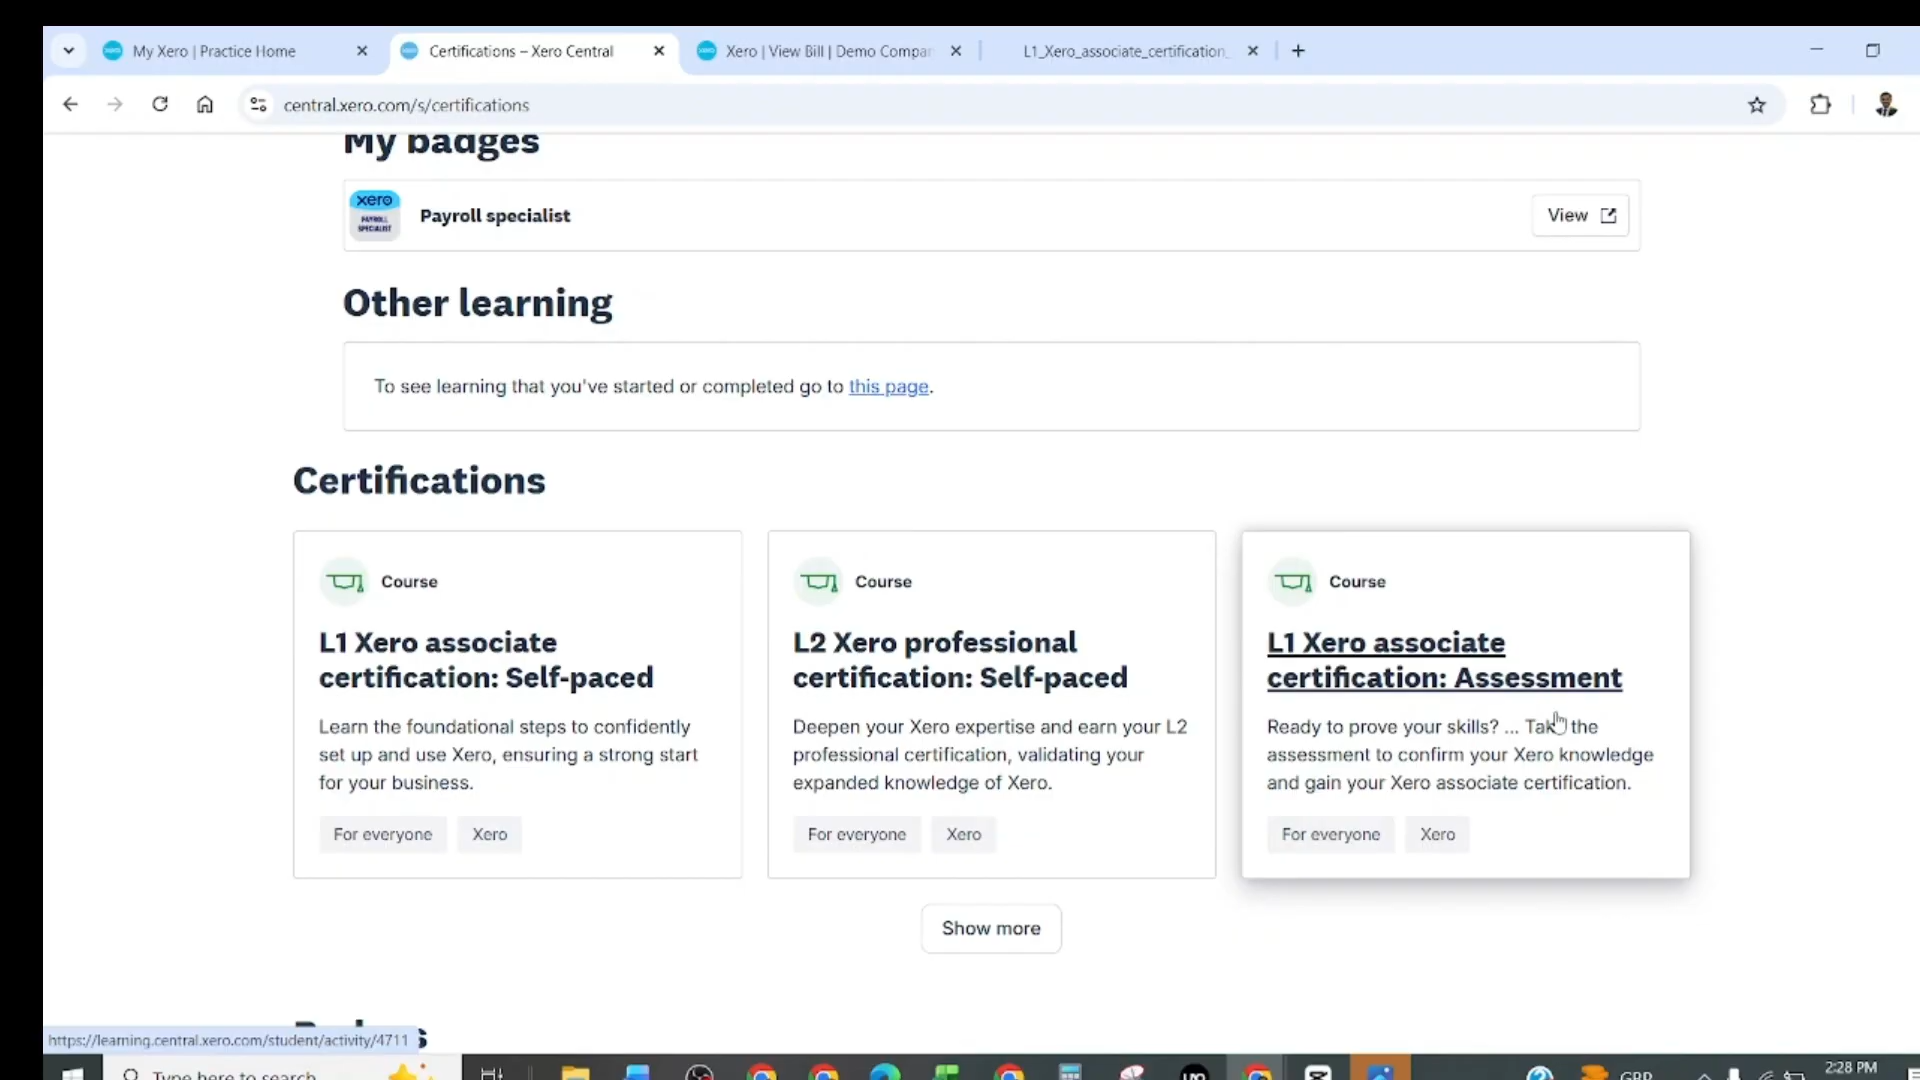 My Xero | Practice Home
Certifications – Xero Central
Xero | View Bill | Demo Compar
L1_Xero_associate_certification_
central.xero.com/s/certifications
My badges
xero
PAYROLL
SPECIALIST
Payroll specialist
View
Other learning
To see learning that you've started or completed go to this page.
Certifications
Course
L1 Xero associate
certification: Self-paced
Learn the foundational steps to confidently
set up and use Xero, ensuring a strong start
for your business.
For everyone
Xero
Course
L2 Xero professional
certification: Self-paced
Deepen your Xero expertise and earn your L2
professional certification, validating your
expanded knowledge of Xero.
For everyone
Xero
Course
L1 Xero associate
certification: Assessment
Ready to prove your skills? ... Take the
assessment to confirm your Xero knowledge
and gain your Xero associate certification.
For everyone
Xero
Show more
https://learning.central.xero.com/student/activity/4711
Type here to search
GBP
2:28 PM